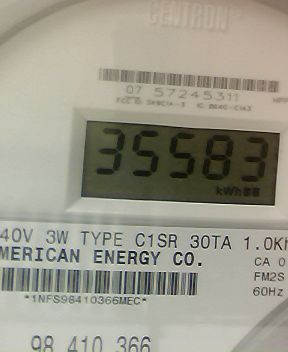 CENTRON
07 57245311
35583
kWh
40V 3W TYPE C1SR 30TA 1.0Kh
MERICAN ENERGY CO.
CA 0
FM2S
60Hz
*1NFS98410366MEC*
98 410 366